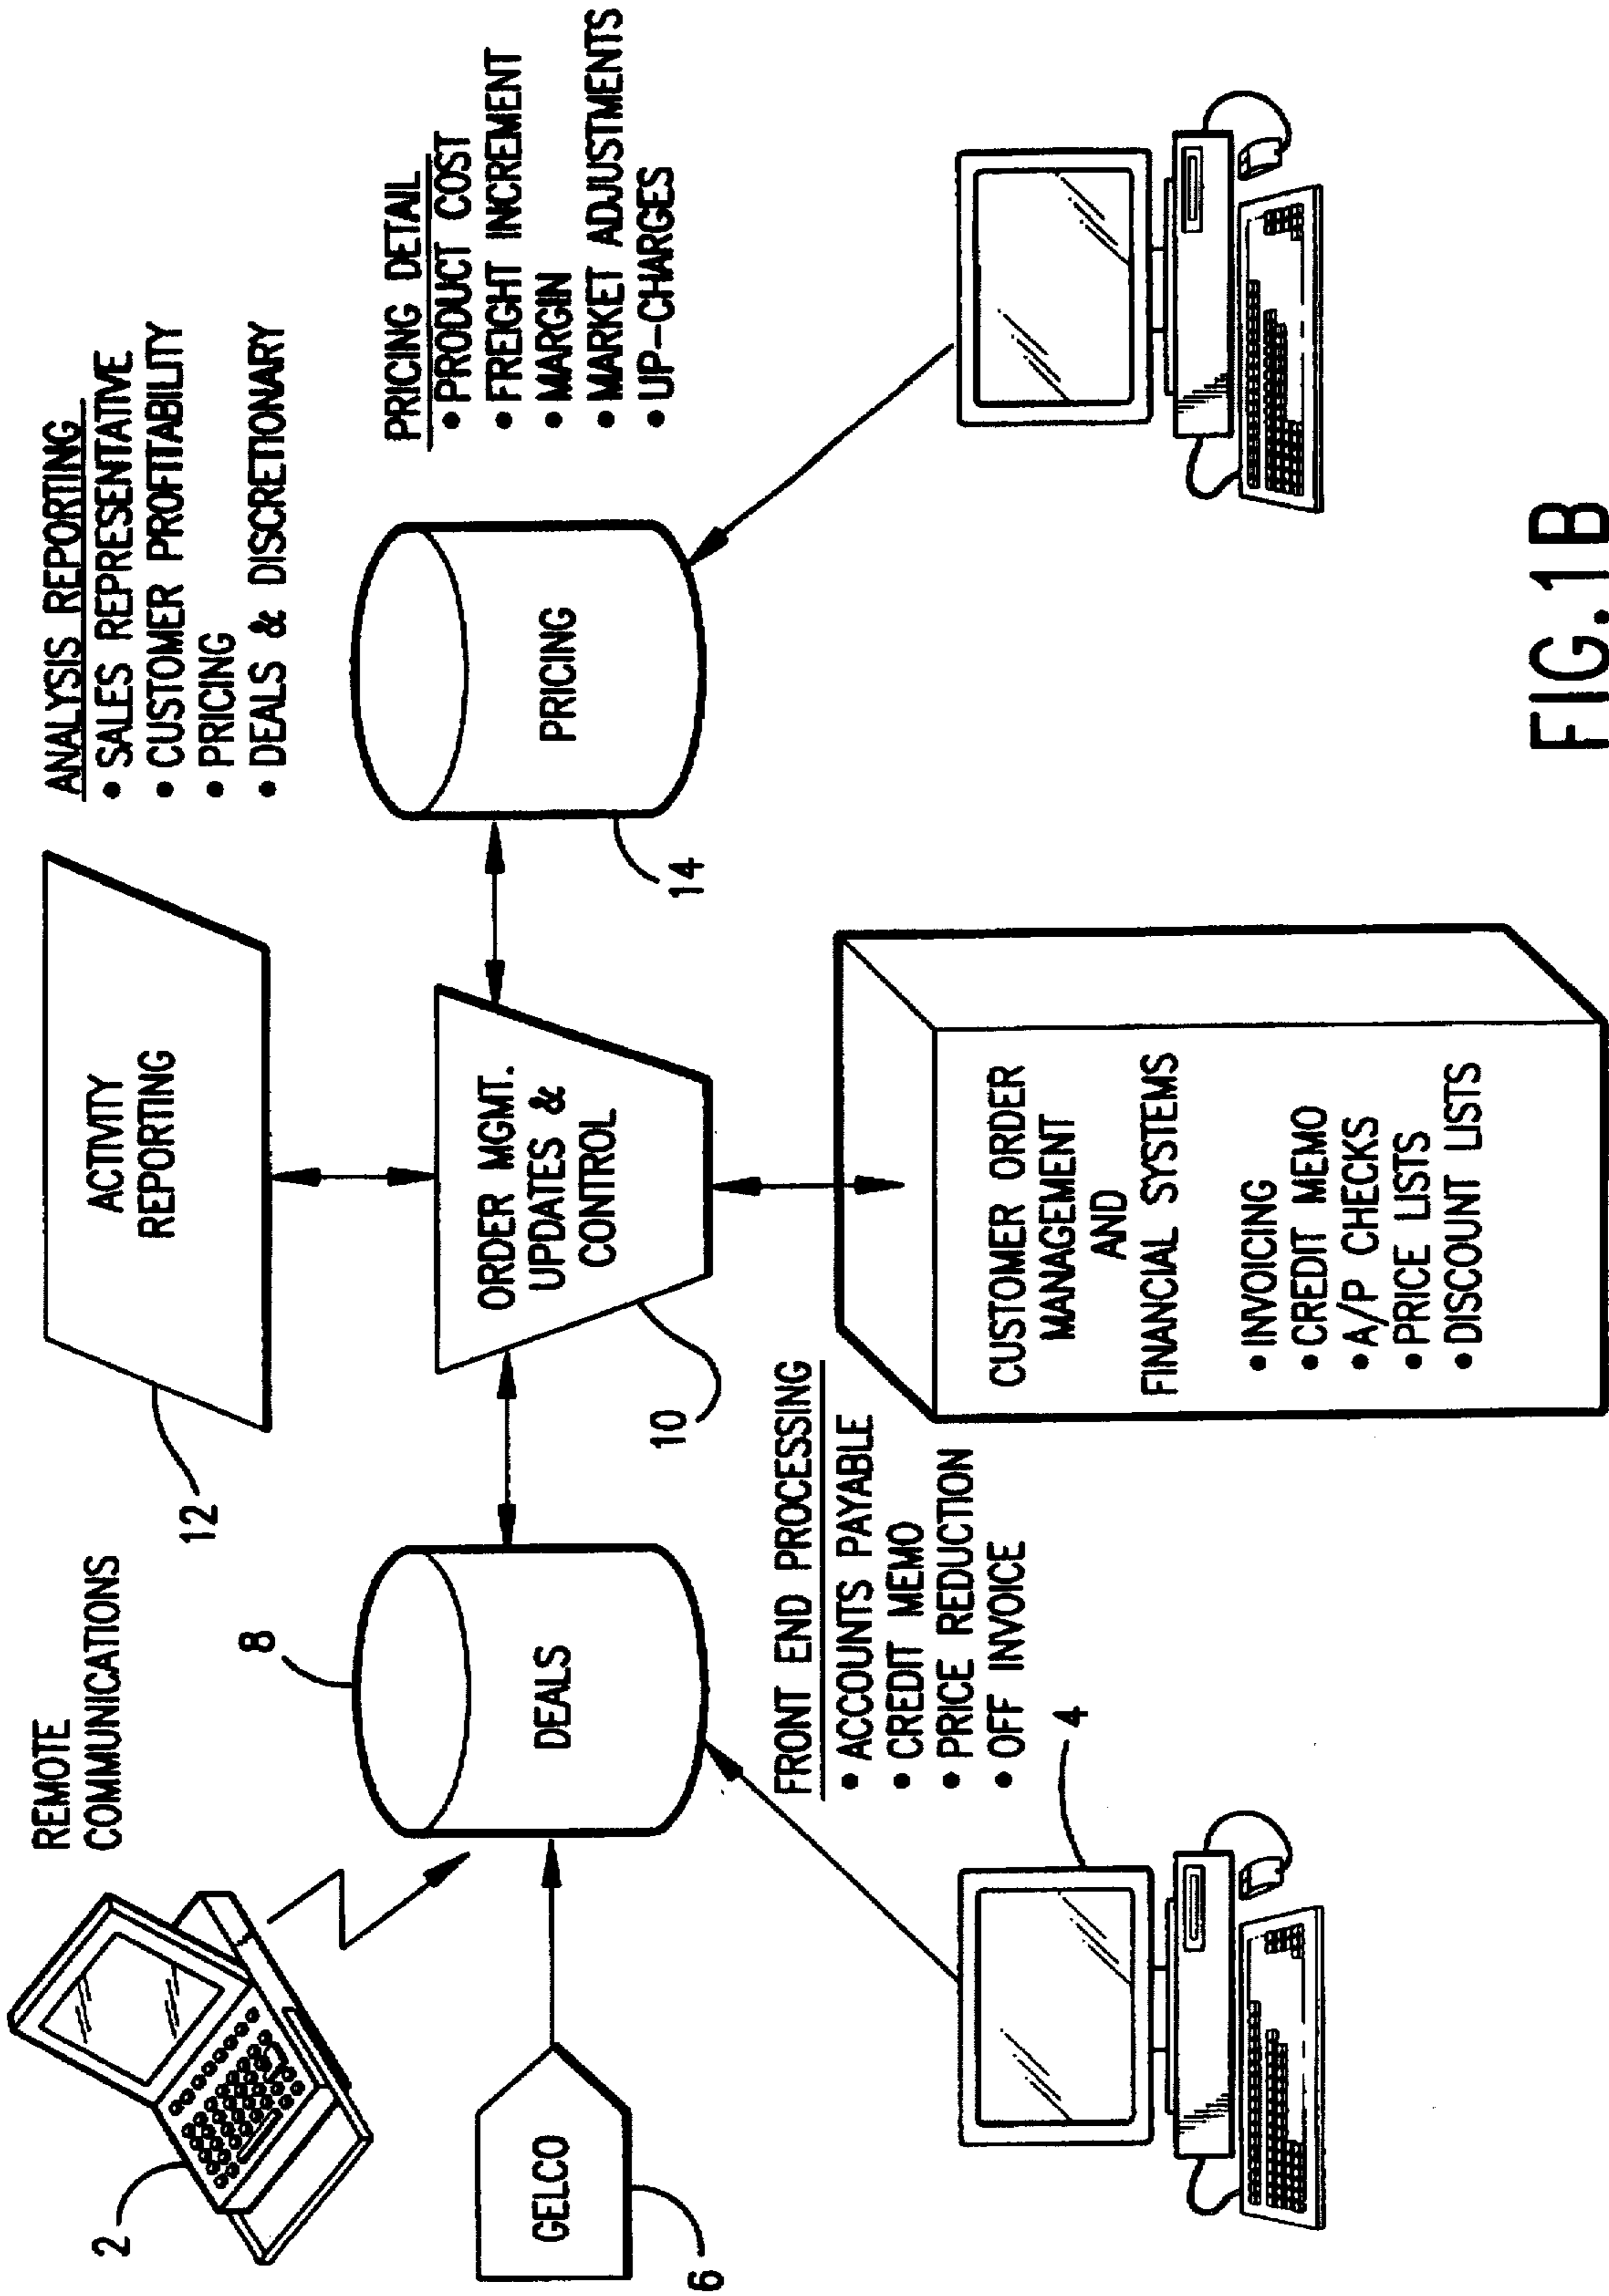 REMOTE
COMMUNICATIONS
2
8
DEALS
GELCO
6
12
ACTIVITY
REPORTING
ANALYSIS REPORTING
• SALES REPRESENTATIVE
• CUSTOMER PROFITABILITY
• PRICING
• DEALS & DISCRETIONARY
ORDER MGMT.
UPDATES &
CONTROL
10
PRICING
14
PRICING DETAIL
• PRODUCT COST
• FREIGHT INCREMENT
• MARGIN
• MARKET ADJUSTMENTS
• UP-CHARGES
FRONT END PROCESSING
• ACCOUNTS PAYABLE
• CREDIT MEMO
• PRICE REDUCTION
• OFF INVOICE
4
CUSTOMER ORDER
MANAGEMENT
AND
FINANCIAL SYSTEMS
• INVOICING
• CREDIT MEMO
• A/P CHECKS
• PRICE LISTS
• DISCOUNT LISTS
FIG.1B